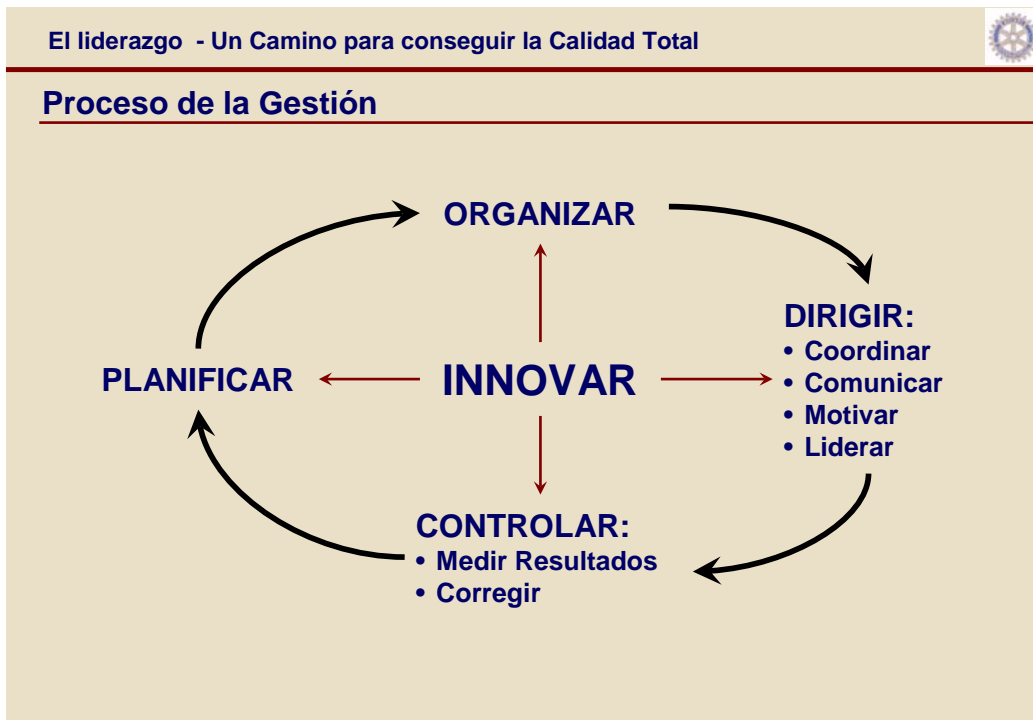 El liderazgo - Un Camino para conseguir la Calidad Total
Proceso de la Gestión
ORGANIZAR
DIRIGIR:
• Coordinar
• Comunicar
• Motivar
• Liderar
PLANIFICAR
INNOVAR
CONTROLAR:
• Medir Resultados
• Corregir